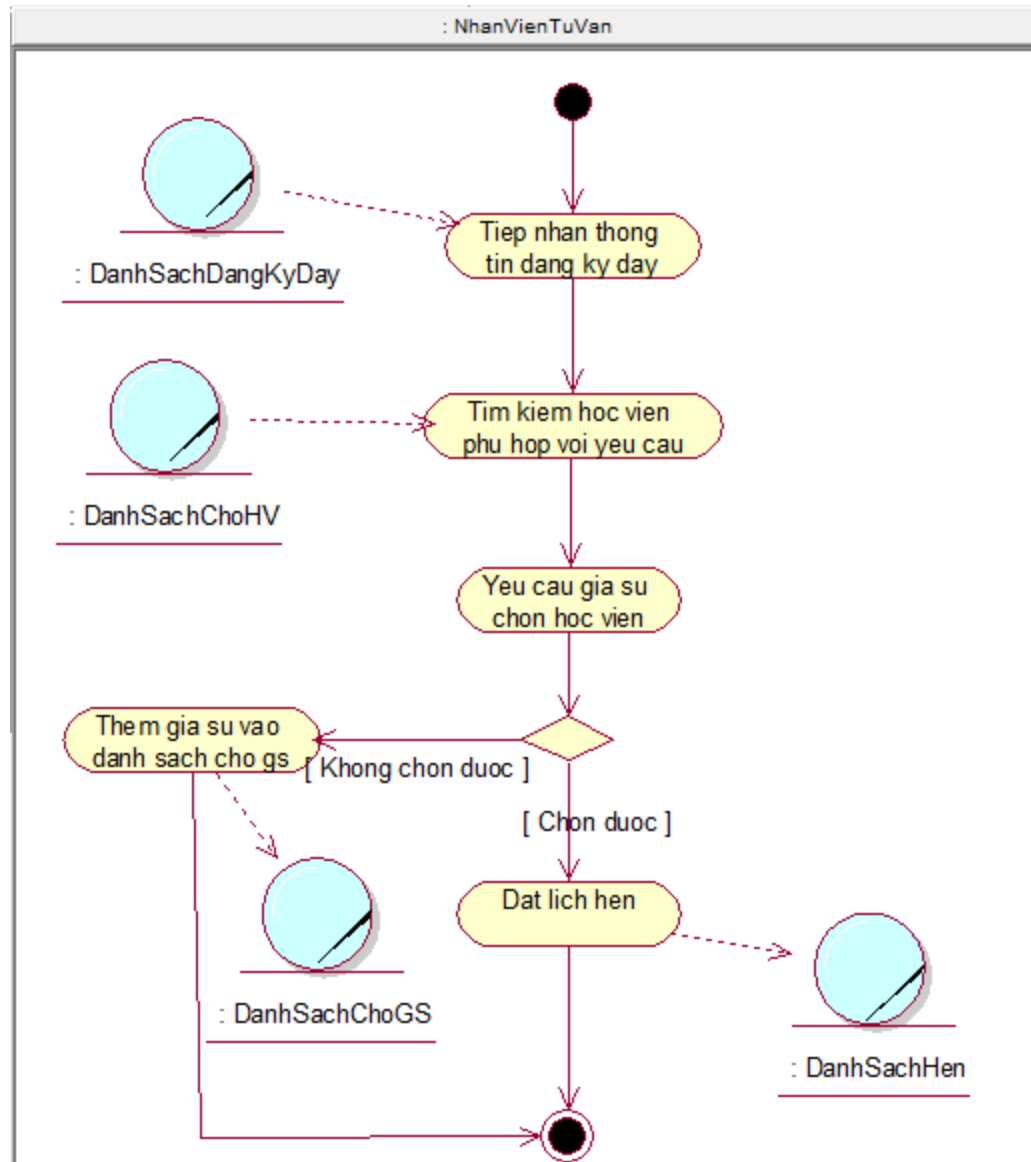 : NhanVienTuVan
Tiep nhan thong
tin dang ky day
: DanhSachDangKyDay
Tim kiem hoc vien
phu hop voi yeu cau
: DanhSachChoHV
Yeu cau gia su
chon hoc vien
Them gia su vao
danh sach cho gs
[ Khong chon duoc ]
[ Chon duoc ]
Dat lich hen
: DanhSachChoGS
: DanhSachHen